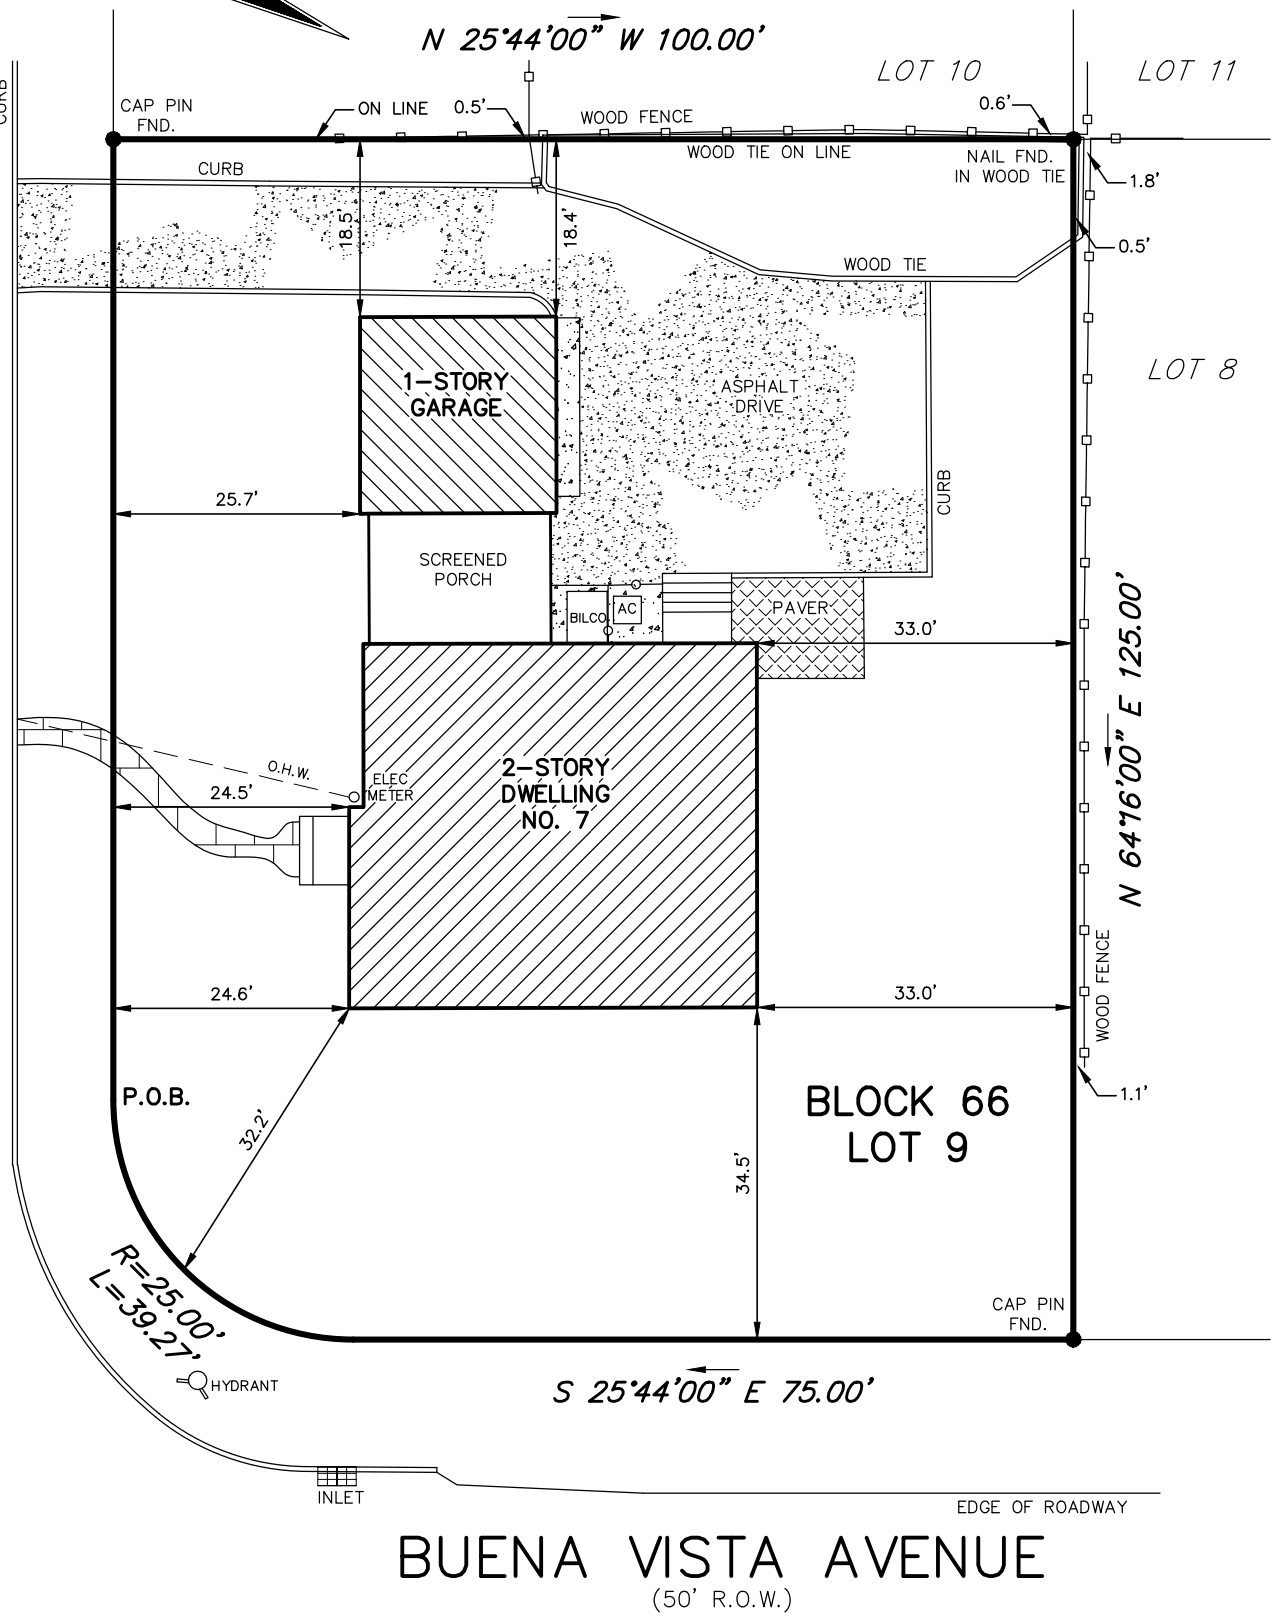 N 25°44'00" W 100.00'
LOT 10
LOT 11
CURB
CAP PIN
FND.
ON LINE
0.5'
WOOD FENCE
0.6'
WOOD TIE ON LINE
NAIL FND.
IN WOOD TIE
1.8'
CURB
18.5'
18.4'
0.5'
WOOD TIE
LOT 8
1-STORY
GARAGE
ASPHALT
DRIVE
CURB
25.7'
SCREENED
PORCH
BILCO
AC
PAVER
33.0'
N 64°16'00" E 125.00'
O.H.W.
ELEC
METER
24.5'
2-STORY
DWELLING
NO. 7
WOOD FENCE
24.6'
33.0'
P.O.B.
32.2'
34.5'
BLOCK 66
LOT 9
1.1'
R=25.00'
L=39.27'
CAP PIN
FND.
HYDRANT
S 25°44'00" E 75.00'
INLET
EDGE OF ROADWAY
BUENA VISTA AVENUE
(50' R.O.W.)